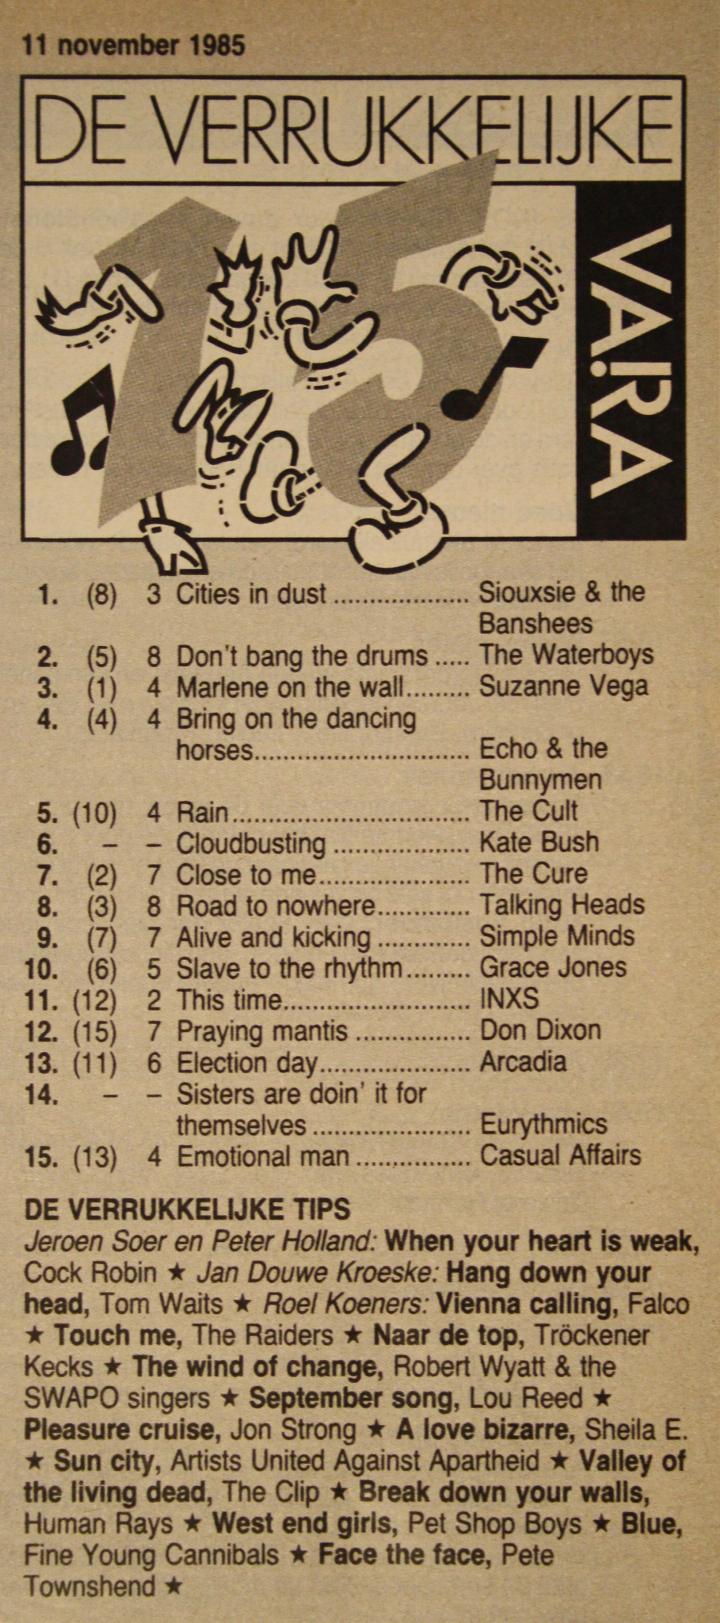 11 november 1985
DE VERRUKKELIJKE
15
VARA
1. (8) 3 Cities in dust .................... Siouxsie & the
Banshees
2. (5) 8 Don't bang the drums ..... The Waterboys
3. (1) 4 Marlene on the wall......... Suzanne Vega
4. (4) 4 Bring on the dancing
horses............................... Echo & the
Bunnymen
5. (10) 4 Rain.................................. The Cult
6. – – Cloudbusting .................... Kate Bush
7. (2) 7 Close to me...................... The Cure
8. (3) 8 Road to nowhere.............. Talking Heads
9. (7) 7 Alive and kicking .............. Simple Minds
10. (6) 5 Slave to the rhythm......... Grace Jones
11. (12) 2 This time........................... INXS
12. (15) 7 Praying mantis ................. Don Dixon
13. (11) 6 Election day...................... Arcadia
14. – – Sisters are doin' it for
themselves ....................... Eurythmics
15. (13) 4 Emotional man ................. Casual Affairs
DE VERRUKKELIJKE TIPS
Jeroen Soer en Peter Holland: When your heart is weak,
Cock Robin ★ Jan Douwe Kroeske: Hang down your
head, Tom Waits ★ Roel Koeners: Vienna calling, Falco
★ Touch me, The Raiders ★ Naar de top, Tröckener
Kecks ★ The wind of change, Robert Wyatt & the
SWAPO singers ★ September song, Lou Reed ★
Pleasure cruise, Jon Strong ★ A love bizarre, Sheila E.
★ Sun city, Artists United Against Apartheid ★ Valley of
the living dead, The Clip ★ Break down your walls,
Human Rays ★ West end girls, Pet Shop Boys ★ Blue,
Fine Young Cannibals ★ Face the face, Pete
Townshend ★